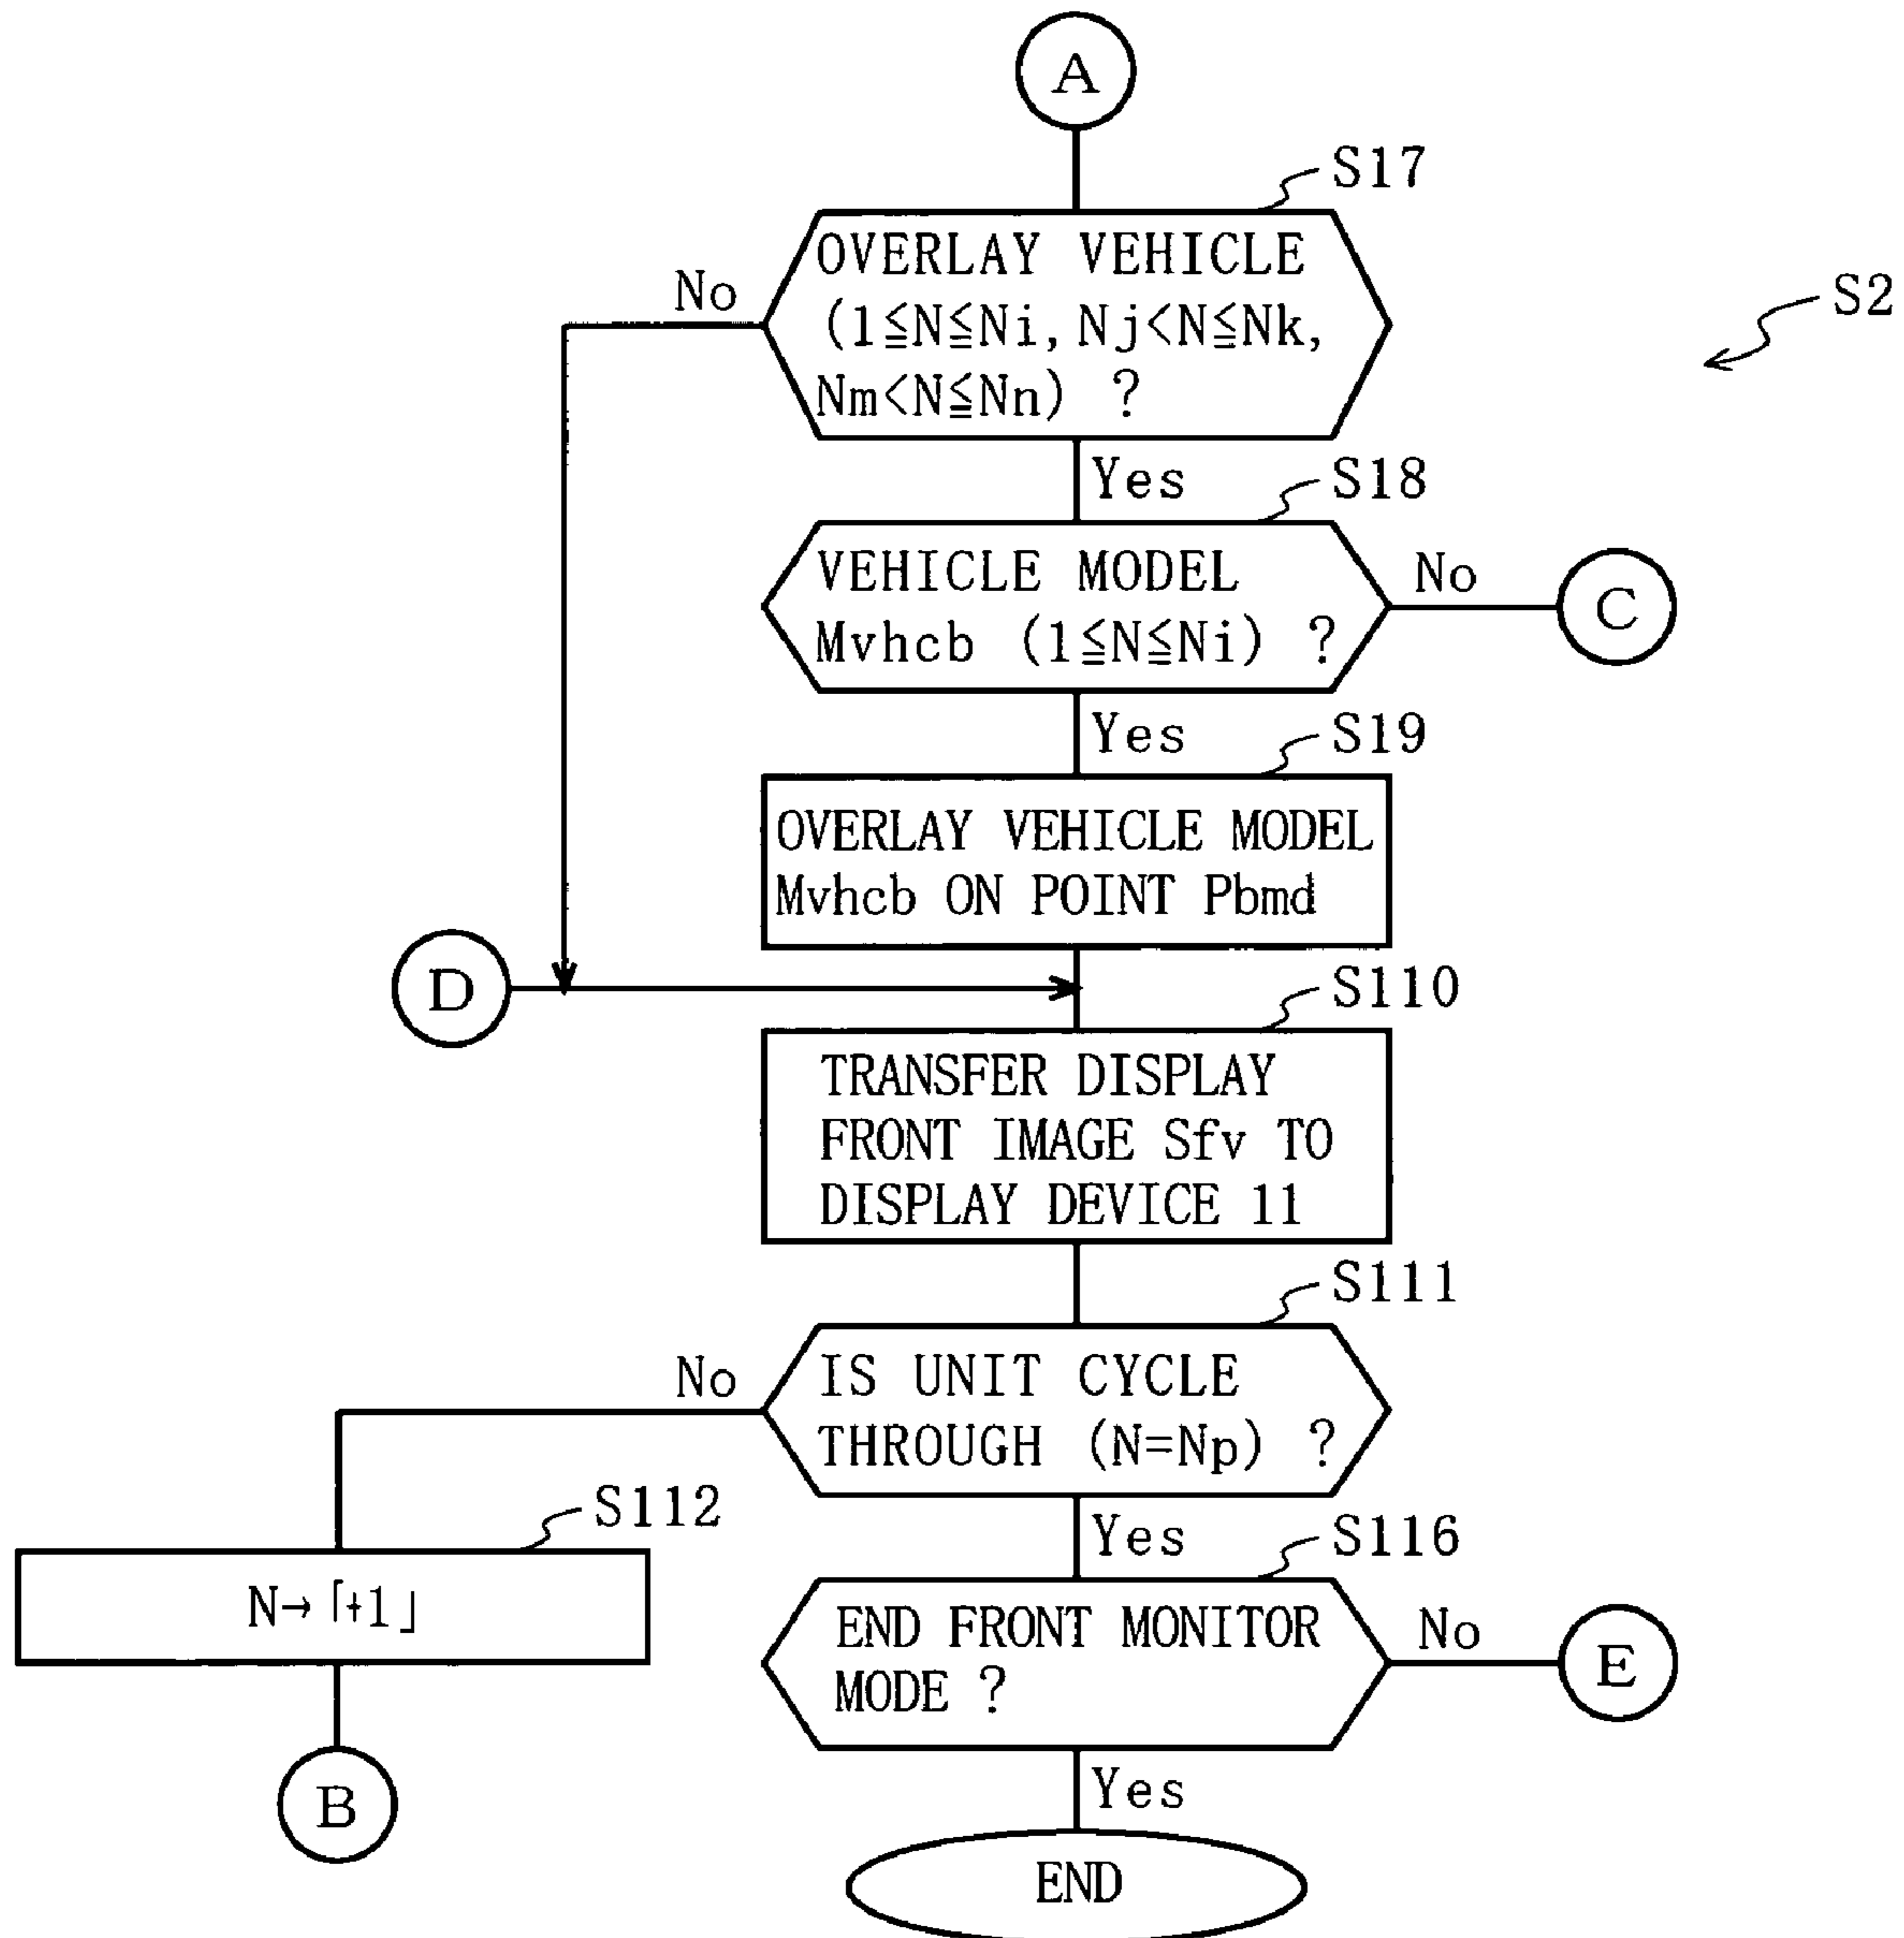 A
S17
OVERLAY VEHICLE
(1≦N≦Ni, Nj<N≦Nk,
Nm<N≦Nn) ?
No
S2
Yes
S18
VEHICLE MODEL
Mvhcb (1≦N≦Ni) ?
No
C
Yes
S19
OVERLAY VEHICLE MODEL
Mvhcb ON POINT Pbmd
D
S110
TRANSFER DISPLAY
FRONT IMAGE Sfv TO
DISPLAY DEVICE 11
S111
IS UNIT CYCLE
THROUGH (N=Np) ?
No
S112
N→「+1」
B
Yes
S116
END FRONT MONITOR
MODE ?
No
E
Yes
END